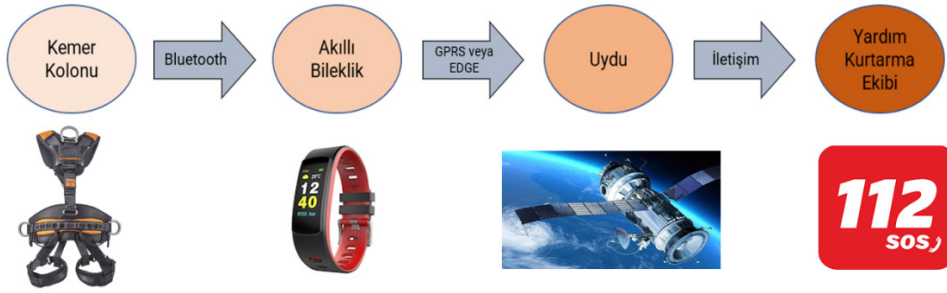 Kemer
Kolonu
Bluetooth
Akıllı
Bileklik
GPRS veya
EDGE
Uydu
İletişim
Yardım
Kurtarma
Ekibi
12
40
112
SOS